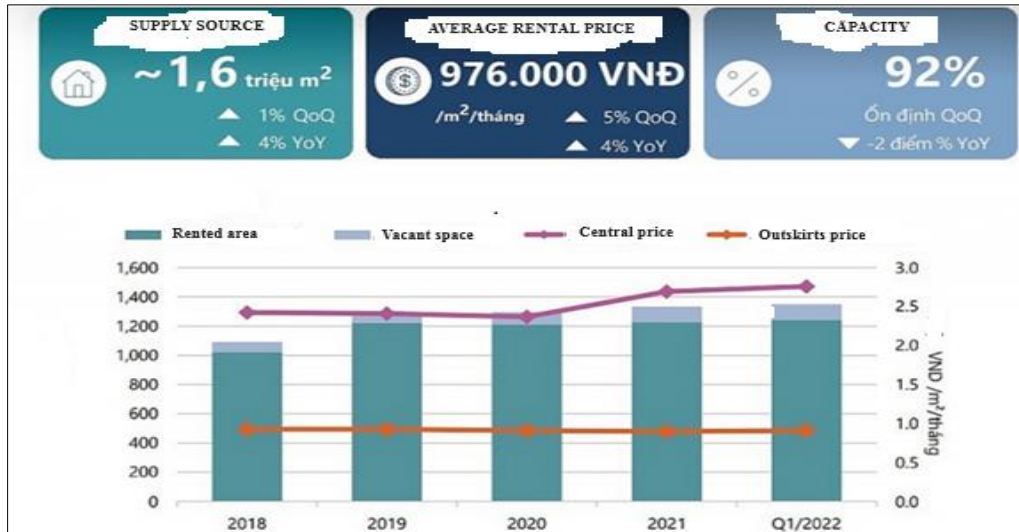 SUPPLY SOURCE
~1,6 triệu m²
▲ 1% QoQ
▲ 4% YoY
AVERAGE RENTAL PRICE
$
976.000 VNĐ
/m²/tháng ▲ 5% QoQ
▲ 4% YoY
CAPACITY
%
92%
Ổn định QoQ
▼ -2 điểm % YoY
Rented area Vacant space Central price Outskirts price
1,600
1,400
1,200
1,000
800
600
400
200
0
3.0
2.5
2.0
1.5
1.0
0.5
0.0
VNĐ /m²/tháng
2018 2019 2020 2021 Q1/2022